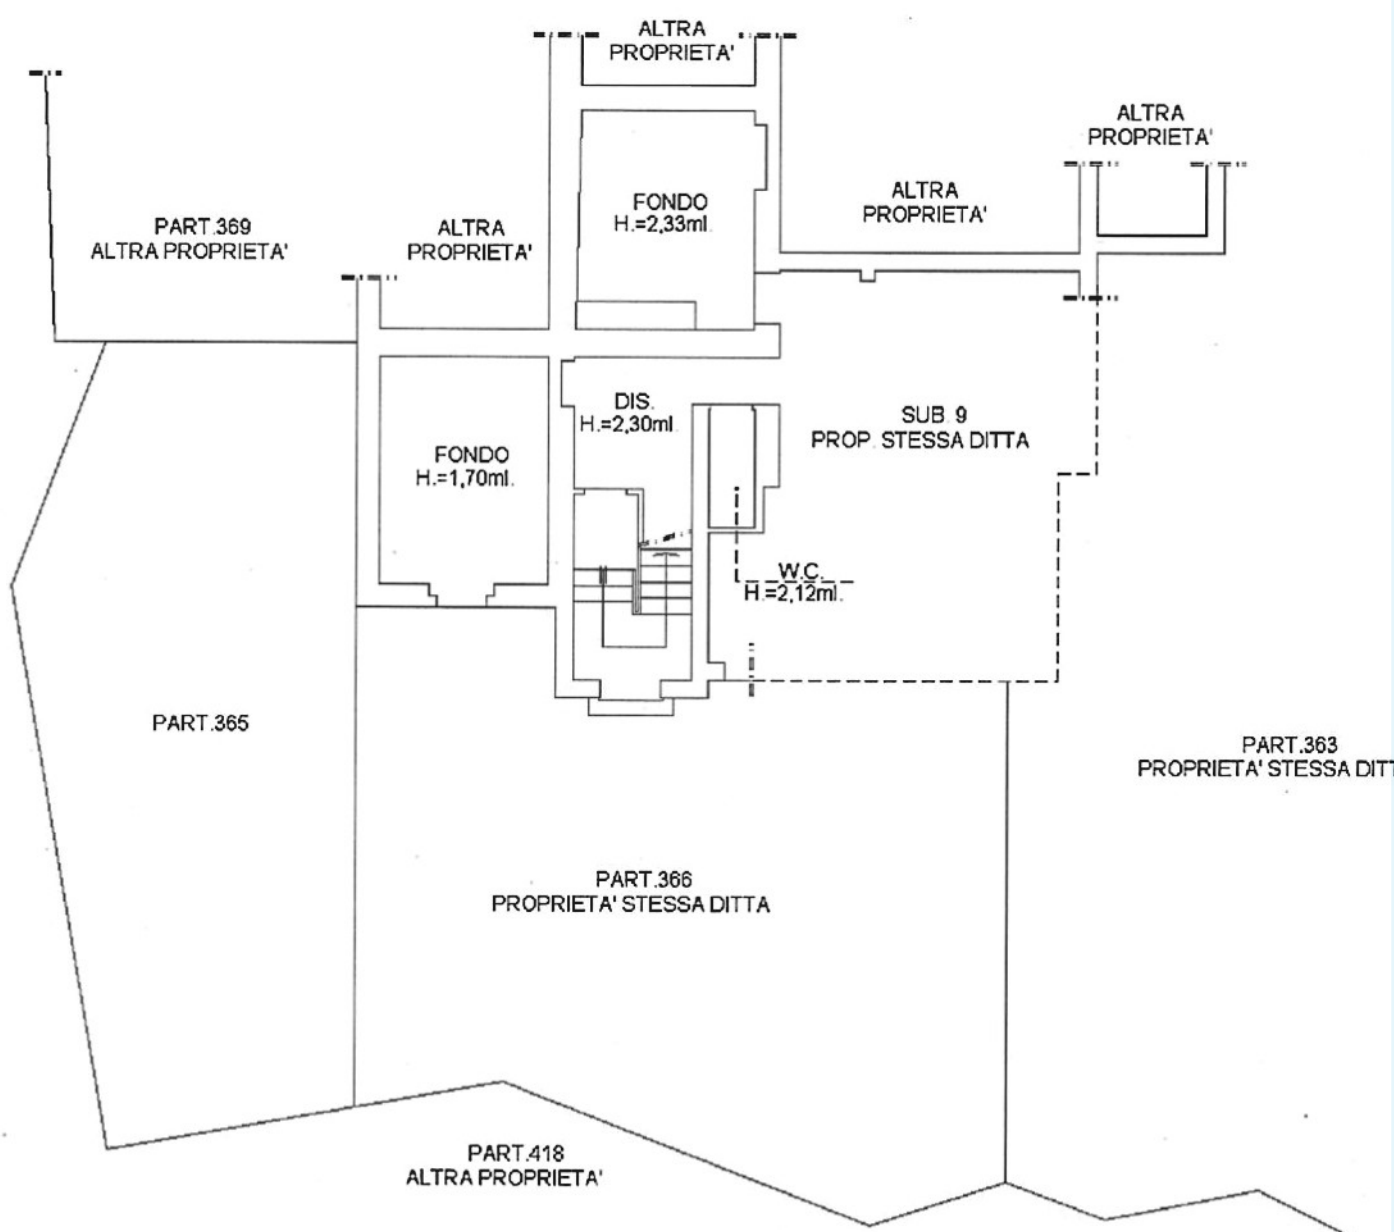 ALTRA
PROPRIETA'
ALTRA
PROPRIETA'
FONDO
H.=2,33ml.
ALTRA
PROPRIETA'
PART.369
ALTRA PROPRIETA'
ALTRA
PROPRIETA'
DIS.
H.=2,30ml.
SUB. 9
PROP. STESSA DITTA
FONDO
H.=1,70ml.
W.C.
H.=2,12ml.
PART.365
PART.363
PROPRIETA' STESSA DITT
PART.366
PROPRIETA' STESSA DITTA
PART.418
ALTRA PROPRIETA'